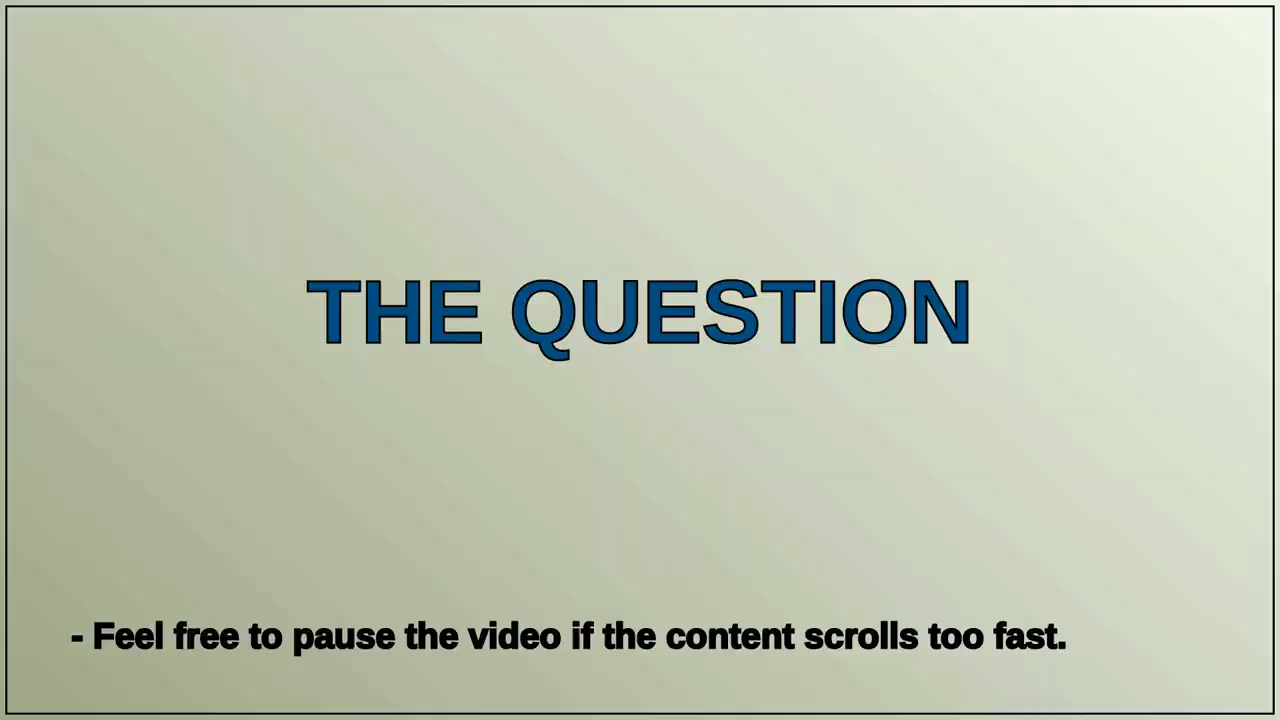 THE QUESTION
- Feel free to pause the video if the content scrolls too fast.